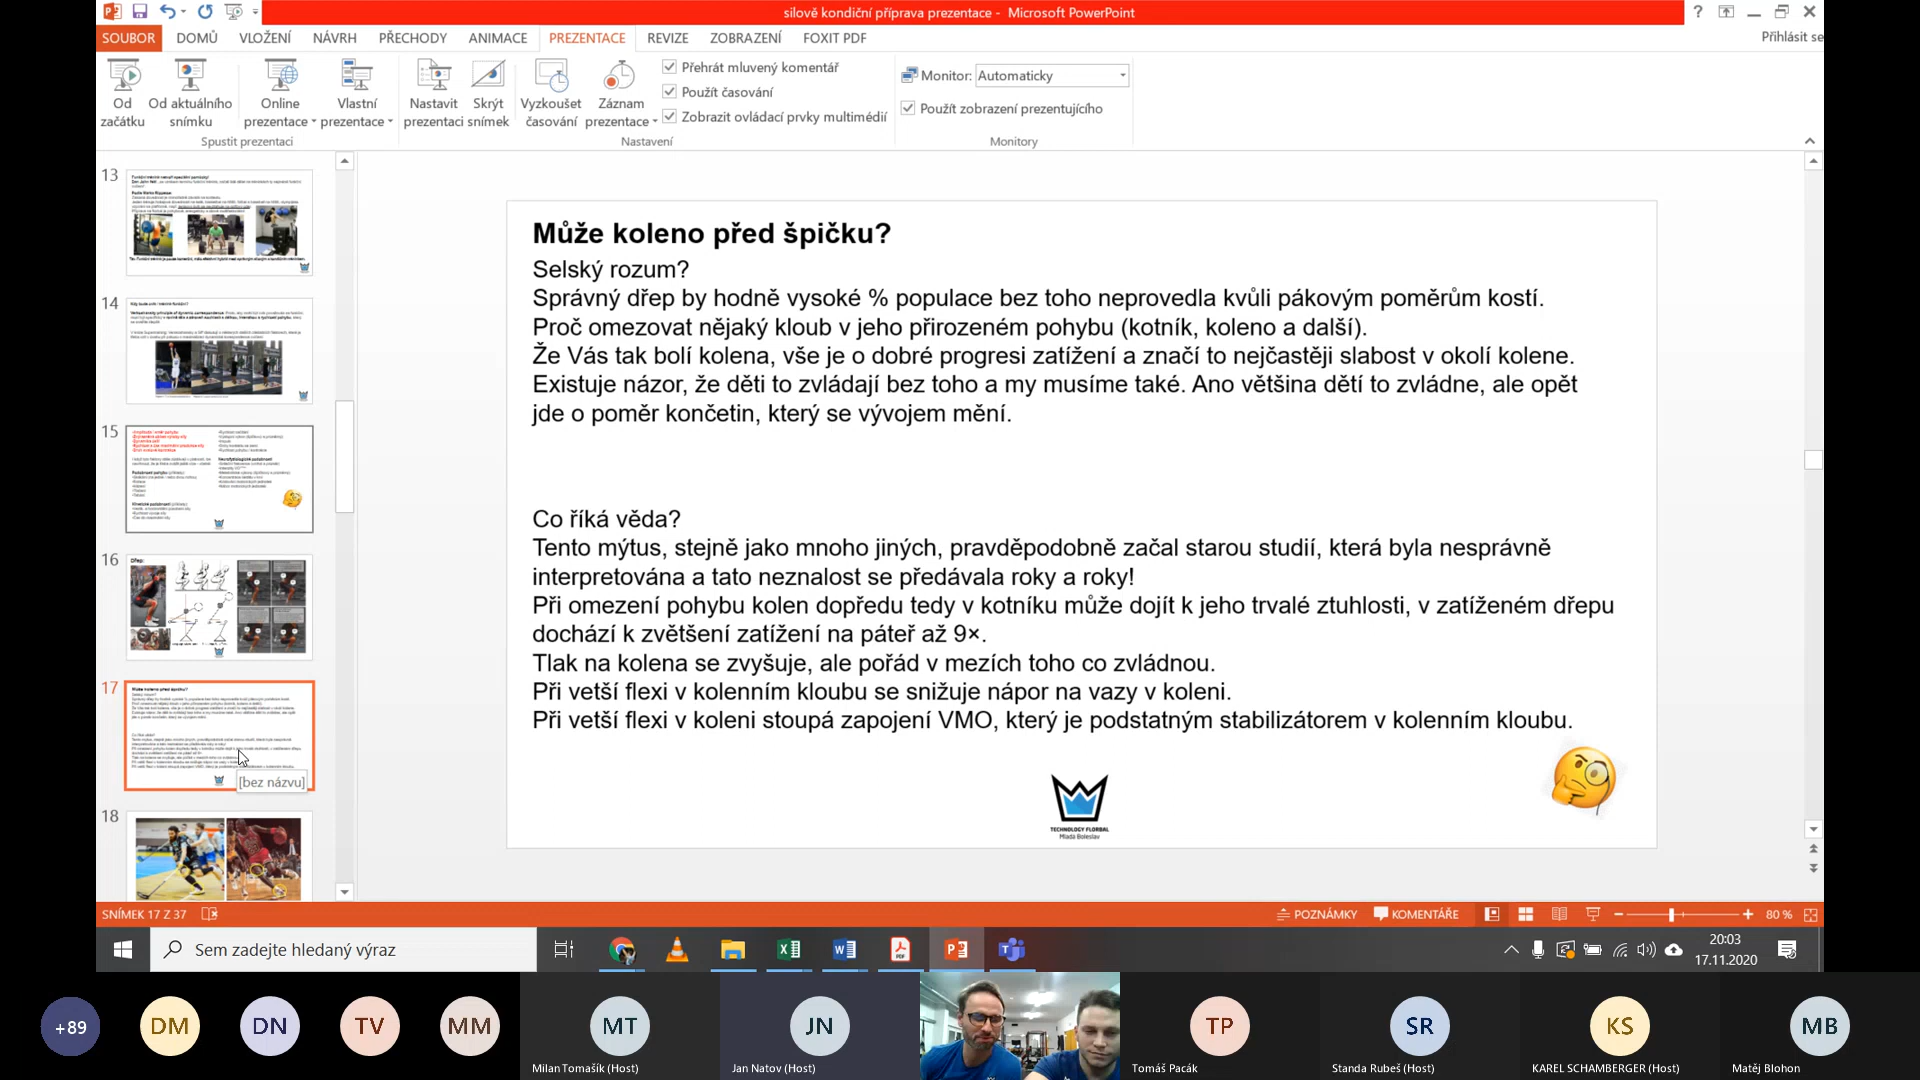 silově kondiční příprava prezentace - Microsoft PowerPoint
SOUBOR DOMŮ VLOŽENÍ NÁVRH PŘECHODY ANIMACE PREZENTACE REVIZE ZOBRAZENÍ FOXIT PDF Přihlásit se
Od začátku
Od aktuálního snímku
Online prezentace
Vlastní prezentace
Nastavit prezentaci
Skrýt snímek
Vyzkoušet časování
Záznam prezentace
Přehrát mluvený komentář
Použít časování
Zobrazit ovládací prvky multimédií
Monitor: Automaticky
Použít zobrazení prezentujícího
Spustit prezentaci Nastavení Monitory
13
14
15
16
Dřep:
17
[bez názvu]
18
Může koleno před špičku?
Selský rozum?
Správný dřep by hodně vysoké % populace bez toho neprovedla kvůli pákovým poměrům kostí.
Proč omezovat nějaký kloub v jeho přirozeném pohybu (kotník, koleno a další).
Že Vás tak bolí kolena, vše je o dobré progresi zatížení a značí to nejčastěji slabost v okolí kolene.
Existuje názor, že děti to zvládají bez toho a my musíme také. Ano většina dětí to zvládne, ale opět
jde o poměr končetin, který se vývojem mění.
Co říká věda?
Tento mýtus, stejně jako mnoho jiných, pravděpodobně začal starou studií, která byla nesprávně
interpretována a tato neznalost se předávala roky a roky!
Při omezení pohybu kolen dopředu tedy v kotníku může dojít k jeho trvalé ztuhlosti, v zatíženém dřepu
dochází k zvětšení zatížení na páteř až 9×.
Tlak na kolena se zvyšuje, ale pořád v mezích toho co zvládnou.
Při vetší flexi v kolenním kloubu se snižuje nápor na vazy v koleni.
Při vetší flexi v koleni stoupá zapojení VMO, který je podstatným stabilizátorem v kolenním kloubu.
TECHNOLOGY FLORBAL
Mladá Boleslav
SNÍMEK 17 Z 37 POZNÁMKY KOMENTÁŘE 80 %
Sem zadejte hledaný výraz
20:03
17.11.2020
+89 DM DN TV MM MT JN TP SR KS MB
Milan Tomašík (Host) Jan Natov (Host) Tomáš Pacák Standa Rubeš (Host) KAREL SCHAMBERGER (Host) Matěj Blohon